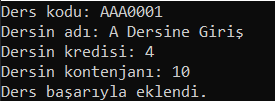 Ders kodu: AAA0001
Dersin adı: A Dersine Giriş
Dersin kredisi: 4
Dersin kontenjanı: 10
Ders başarıyla eklendi.